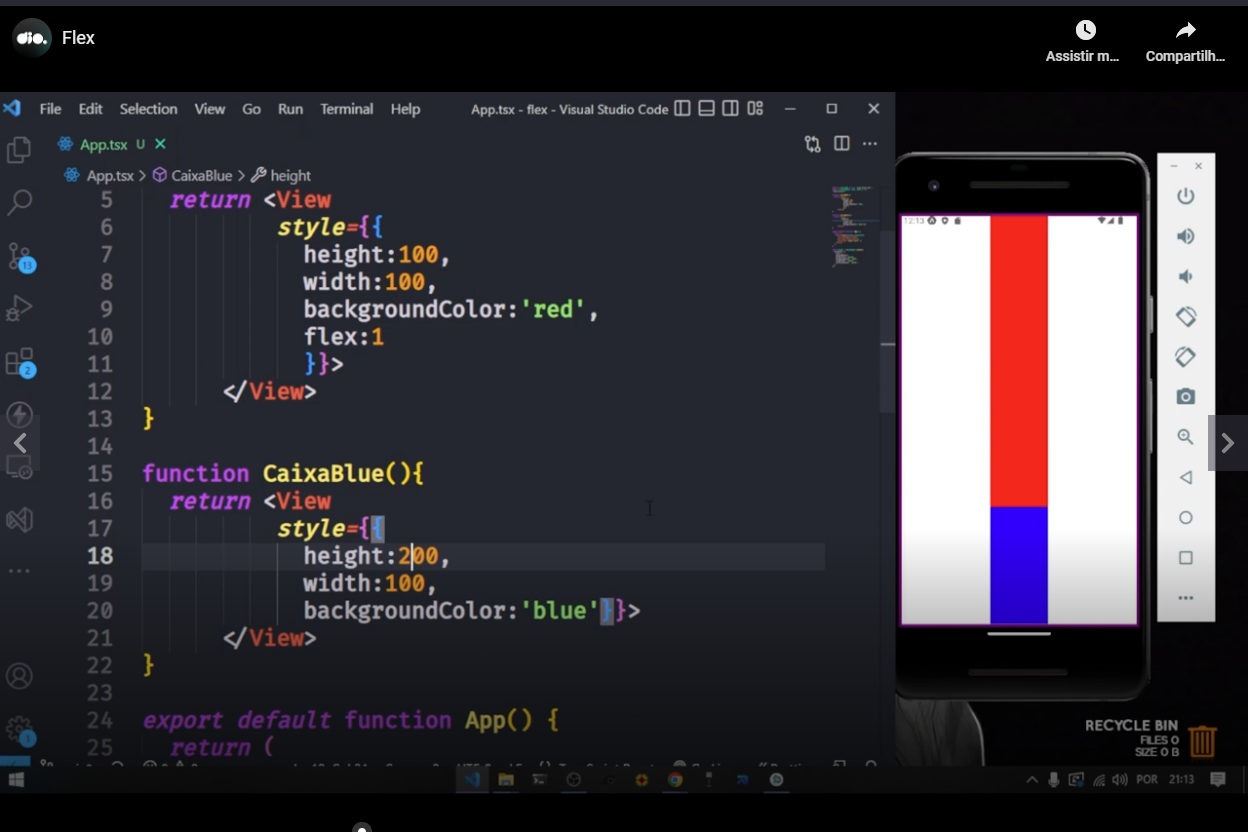 dio. Flex
Assistir m... Compartilh...
File Edit Selection View Go Run Terminal Help App.tsx - flex - Visual Studio Code
App.tsx U
App.tsx > CaixaBlue > height
5 return <View
6 style={{
7 height:100,
8 width:100,
9 backgroundColor:'red',
10 flex:1
11 }}>
12 </View>
13 }
14
15 function CaixaBlue(){
16 return <View
17 style={{
18 height:200,
19 width:100,
20 backgroundColor:'blue'}}>
21 </View>
22 }
23
24 export default function App() {
25 return (
13
2
1
12:13
RECYCLE BIN
FILES 0
SIZE 0 B
POR 21:13